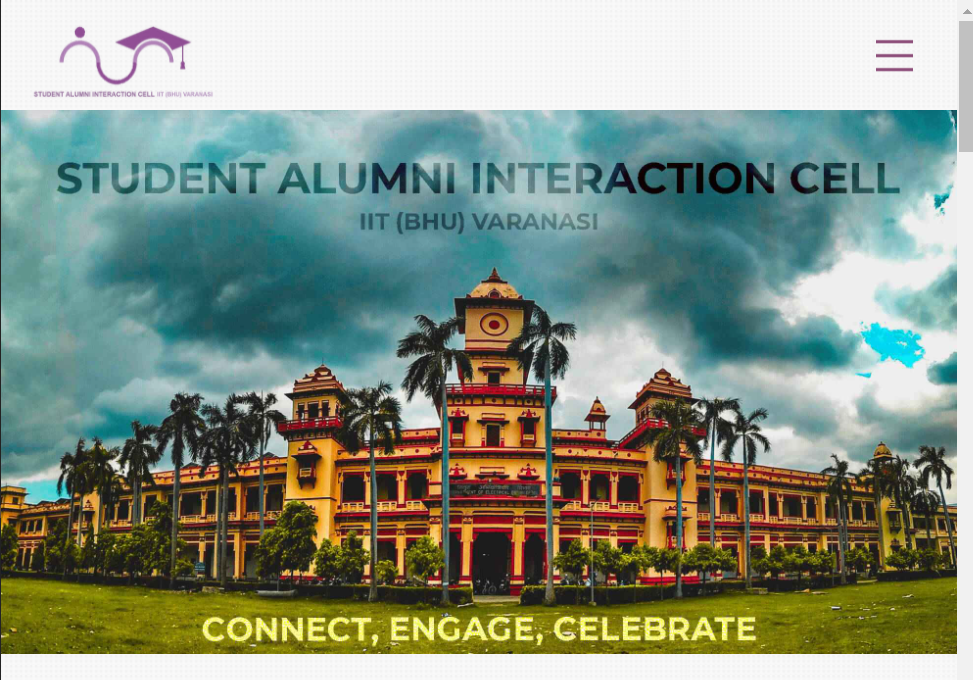 STUDENT ALUMNI INTERACTION CELL IIT (BHU) VARANASI
STUDENT ALUMNI INTERACTION CELL
IIT (BHU) VARANASI
CONNECT, ENGAGE, CELEBRATE